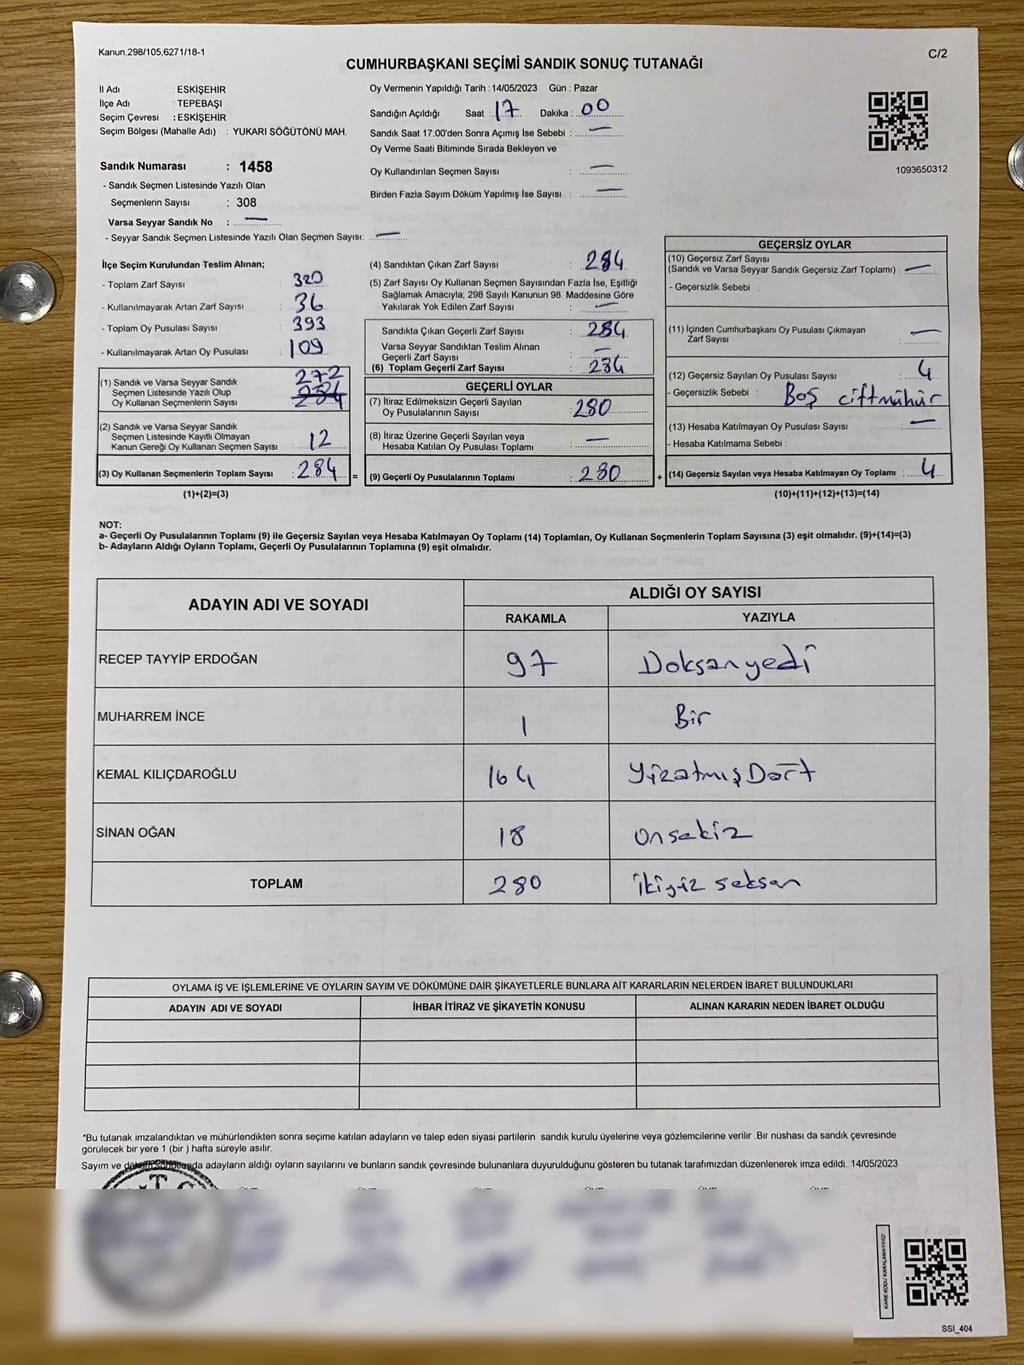 Kanun,298/105,6271/18-1
C/2
CUMHURBAŞKANI SEÇİMİ SANDIK SONUÇ TUTANAĞI
İl Adı : ESKİŞEHİR
İlçe Adı : TEPEBAŞI
Seçim Çevresi : ESKİŞEHİR
Seçim Bölgesi (Mahalle Adı) : YUKARI SÖĞÜTÖNÜ MAH.
Sandık Numarası : 1458
- Sandık Seçmen Listesinde Yazılı Olan
Seçmenlerin Sayısı : 308
Varsa Seyyar Sandık No : —
- Seyyar Sandık Seçmen Listesinde Yazılı Olan Seçmen Sayısı: —
Oy Vermenin Yapıldığı Tarih : 14/05/2023 Gün : Pazar
Sandığın Açıldığı Saat : 17 Dakika : 00
Sandık Saat 17:00'den Sonra Açımış İse Sebebi : —
Oy Verme Saati Bitiminde Sırada Bekleyen ve
Oy Kullandırılan Seçmen Sayısı : —
Birden Fazla Sayım Döküm Yapılmış İse Sayısı : —
1093650312
İlçe Seçim Kurulundan Teslim Alınan;
- Toplam Zarf Sayısı : 320
- Kullanılmayarak Artan Zarf Sayısı : 36
- Toplam Oy Pusulası Sayısı : 393
- Kullanılmayarak Artan Oy Pusulası : 109
272
(1) Sandık ve Varsa Seyyar Sandık
Seçmen Listesinde Yazılı Olup
Oy Kullanan Seçmenlerin Sayısı : 284
(2) Sandık ve Varsa Seyyar Sandık
Seçmen Listesinde Kayıtlı Olmayan
Kanun Gereği Oy Kullanan Seçmen Sayısı : 12
(3) Oy Kullanan Seçmenlerin Toplam Sayısı : 284 =
(1)+(2)=(3)
(4) Sandıktan Çıkan Zarf Sayısı : 284
(5) Zarf Sayısı Oy Kullanan Seçmen Sayısından Fazla İse, Eşitliği
Sağlamak Amacıyla, 298 Sayılı Kanunun 98. Maddesine Göre
Yakılarak Yok Edilen Zarf Sayısı : —
Sandıkta Çıkan Geçerli Zarf Sayısı : 284
Varsa Seyyar Sandıktan Teslim Alınan
Geçerli Zarf Sayısı : —
(6) Toplam Geçerli Zarf Sayısı : 284
GEÇERLİ OYLAR
(7) İtiraz Edilmeksizin Geçerli Sayılan
Oy Pusulalarının Sayısı : 280
(8) İtiraz Üzerine Geçerli Sayılan veya
Hesaba Katılan Oy Pusulası Toplamı : —
(9) Geçerli Oy Pusulalarının Toplamı : 280 +
GEÇERSİZ OYLAR
(10) Geçersiz Zarf Sayısı
(Sandık ve Varsa Seyyar Sandık Geçersiz Zarf Toplamı) : —
- Geçersizlik Sebebi :
(11) İçinden Cumhurbaşkanı Oy Pusulası Çıkmayan
Zarf Sayısı : —
(12) Geçersiz Sayılan Oy Pusulası Sayısı : 4
- Geçersizlik Sebebi : Boş çiftmühür
(13) Hesaba Katılmayan Oy Pusulası Sayısı : —
- Hesaba Katılmama Sebebi :
(14) Geçersiz Sayılan veya Hesaba Katılmayan Oy Toplamı : 4
(10)+(11)+(12)+(13)=(14)
NOT:
a- Geçerli Oy Pusulalarının Toplamı (9) ile Geçersiz Sayılan veya Hesaba Katılmayan Oy Toplamı (14) Toplamları, Oy Kullanan Seçmenlerin Toplam Sayısına (3) eşit olmalıdır. (9)+(14)=(3)
b- Adayların Aldığı Oyların Toplamı, Geçerli Oy Pusulalarının Toplamına (9) eşit olmalıdır.
ADAYIN ADI VE SOYADI
ALDIĞI OY SAYISI
RAKAMLA YAZIYLA
RECEP TAYYİP ERDOĞAN 97 Doksanyedi
MUHARREM İNCE 1 Bir
KEMAL KILIÇDAROĞLU 164 YüzatmışDört
SİNAN OĞAN 18 onsekiz
TOPLAM 280 ikiyüz seksan
OYLAMA İŞ VE İŞLEMLERİNE VE OYLARIN SAYIM VE DÖKÜMÜNE DAİR ŞİKAYETLERLE BUNLARA AİT KARARLARIN NELERDEN İBARET BULUNDUKLARI
ADAYIN ADI VE SOYADI İHBAR İTİRAZ VE ŞİKAYETİN KONUSU ALINAN KARARIN NEDEN İBARET OLDUĞU
*Bu tutanak imzalandıktan ve mühürlendikten sonra seçime katılan adayların ve talep eden siyasi partilerin sandık kurulu üyelerine veya gözlemcilerine verilir .Bir nüshası da sandık çevresinde
görülecek bir yere 1 (bir ) hafta süreyle asılır.
Sayım ve döküm sonucunda adayların aldığı oyların sayılarını ve bunların sandık çevresinde bulunanlara duyurulduğunu gösteren bu tutanak tarafımızdan düzenlenerek imza edildi. 14/05/2023
T.C.
KARE KODU KARALAMAYINIZ!
SSI_404